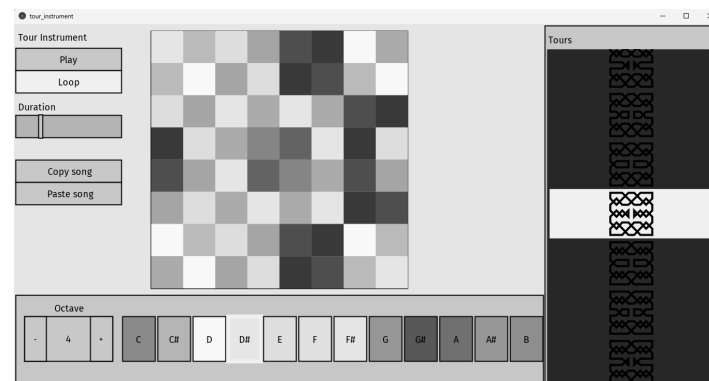 tour_instrument
Tour Instrument
Play
Loop
Duration
Copy song
Paste song
Tours
Octave
- 4 + C C# D D# E F F# G G# A A# B